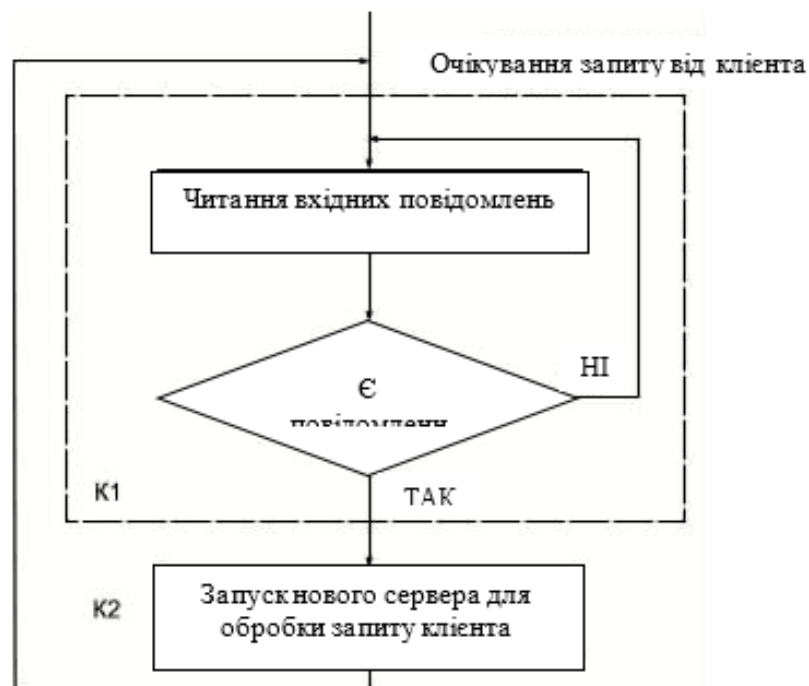 Очікування запиту від клієнта
Читання вхідних повідомлень
НІ
Є
К1
ТАК
К2
Запуск нового сервера для
обробки запиту клієнта